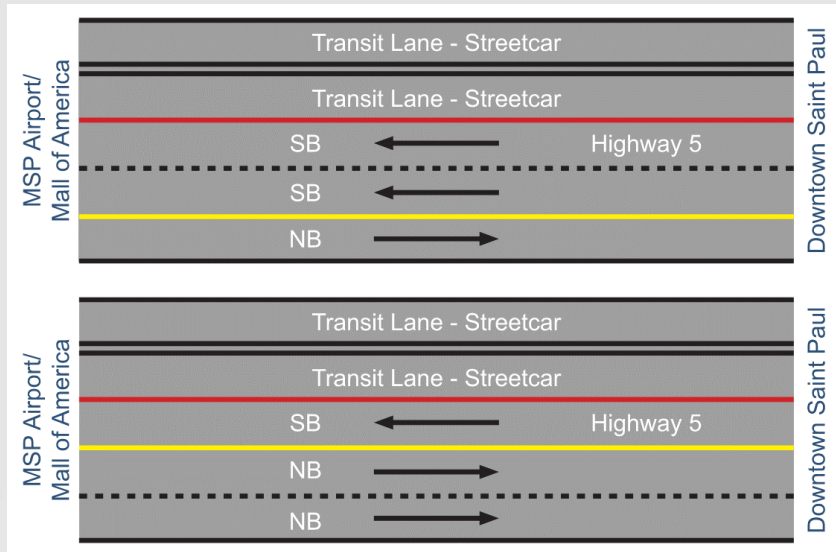 MSP Airport/
Mall of America
Transit Lane - Streetcar
Transit Lane - Streetcar
SB
Highway 5
SB
NB
Downtown Saint Paul
MSP Airport/
Mall of America
Transit Lane - Streetcar
Transit Lane - Streetcar
SB
Highway 5
NB
NB
Downtown Saint Paul